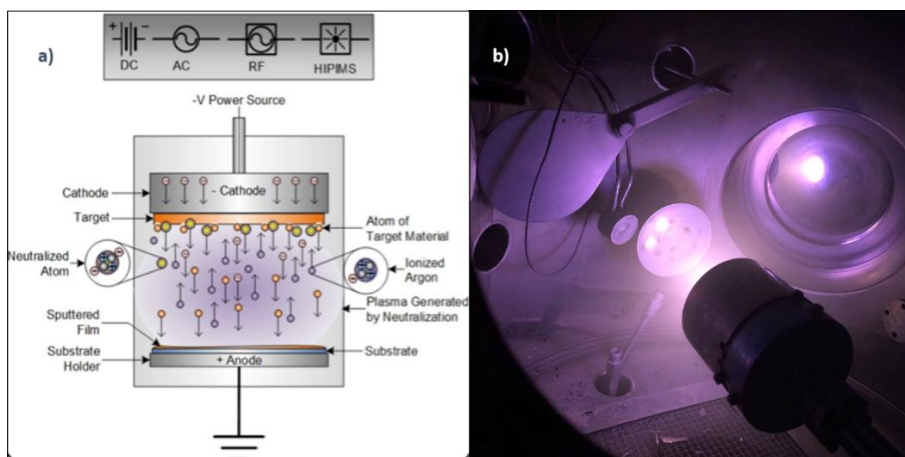 a)
+ -
DC
AC
RF
HIPIMS
-V Power Source
Cathode
- Cathode
Target
Atom of
Target Material
Neutralized
Atom
Ionized
Argon
Plasma Generated
by Neutralization
Sputtered
Film
Substrate
Holder
+ Anode
Substrate
b)